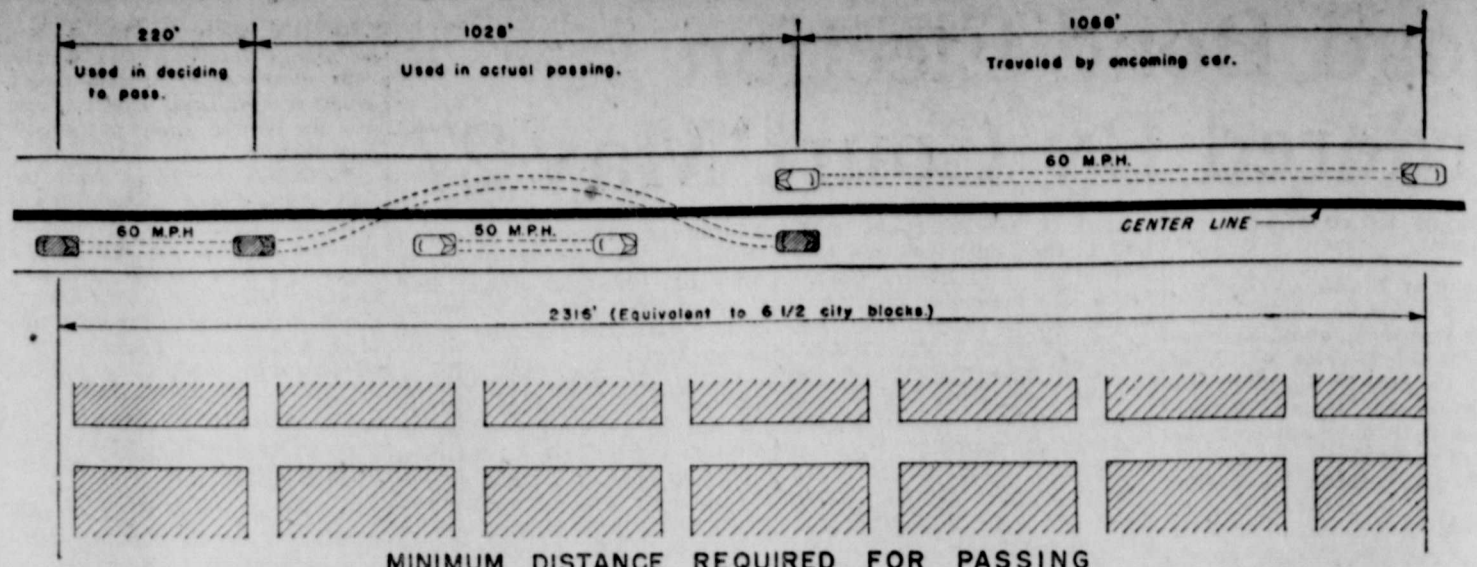 220'
1028'
1068'
Used in deciding
to pass.
Used in actual passing.
Traveled by oncoming car.
60 M.P.H.
60 M.P.H
50 M.P.H.
CENTER LINE
2316' (Equivalent to 6 1/2 city blocks.)
MINIMUM DISTANCE REQUIRED FOR PASSING